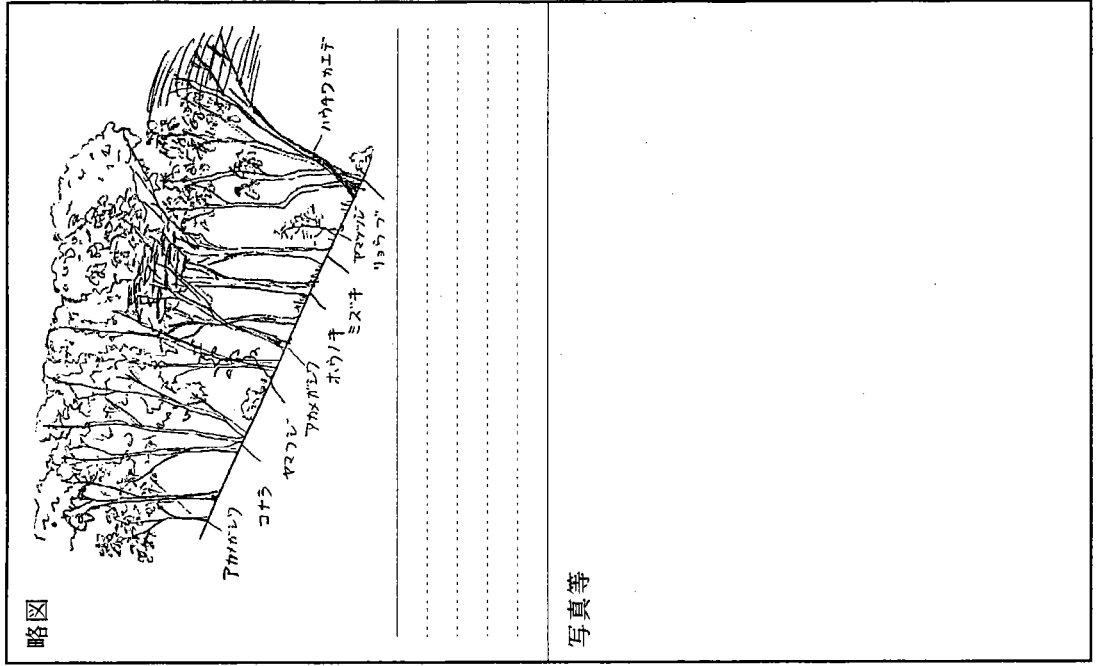 略図
アカメガシワ
コナラ
ヤマフジ
アカメガシワ
ホウノキ
ミズキ
リョウブ
ハウチワカエデ
写真等